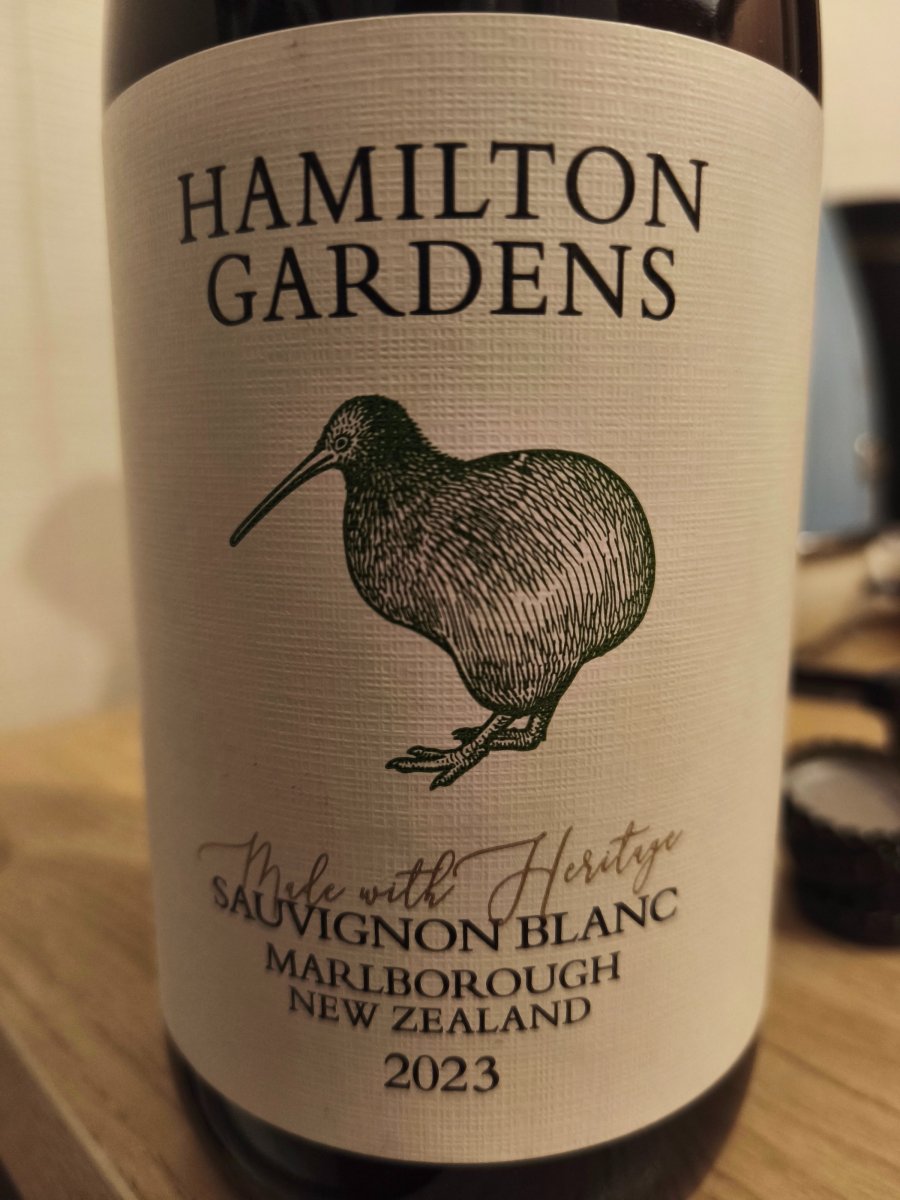 HAMILTON
GARDENS
Made with Heritage
SAUVIGNON BLANC
MARLBOROUGH
NEW ZEALAND
2023